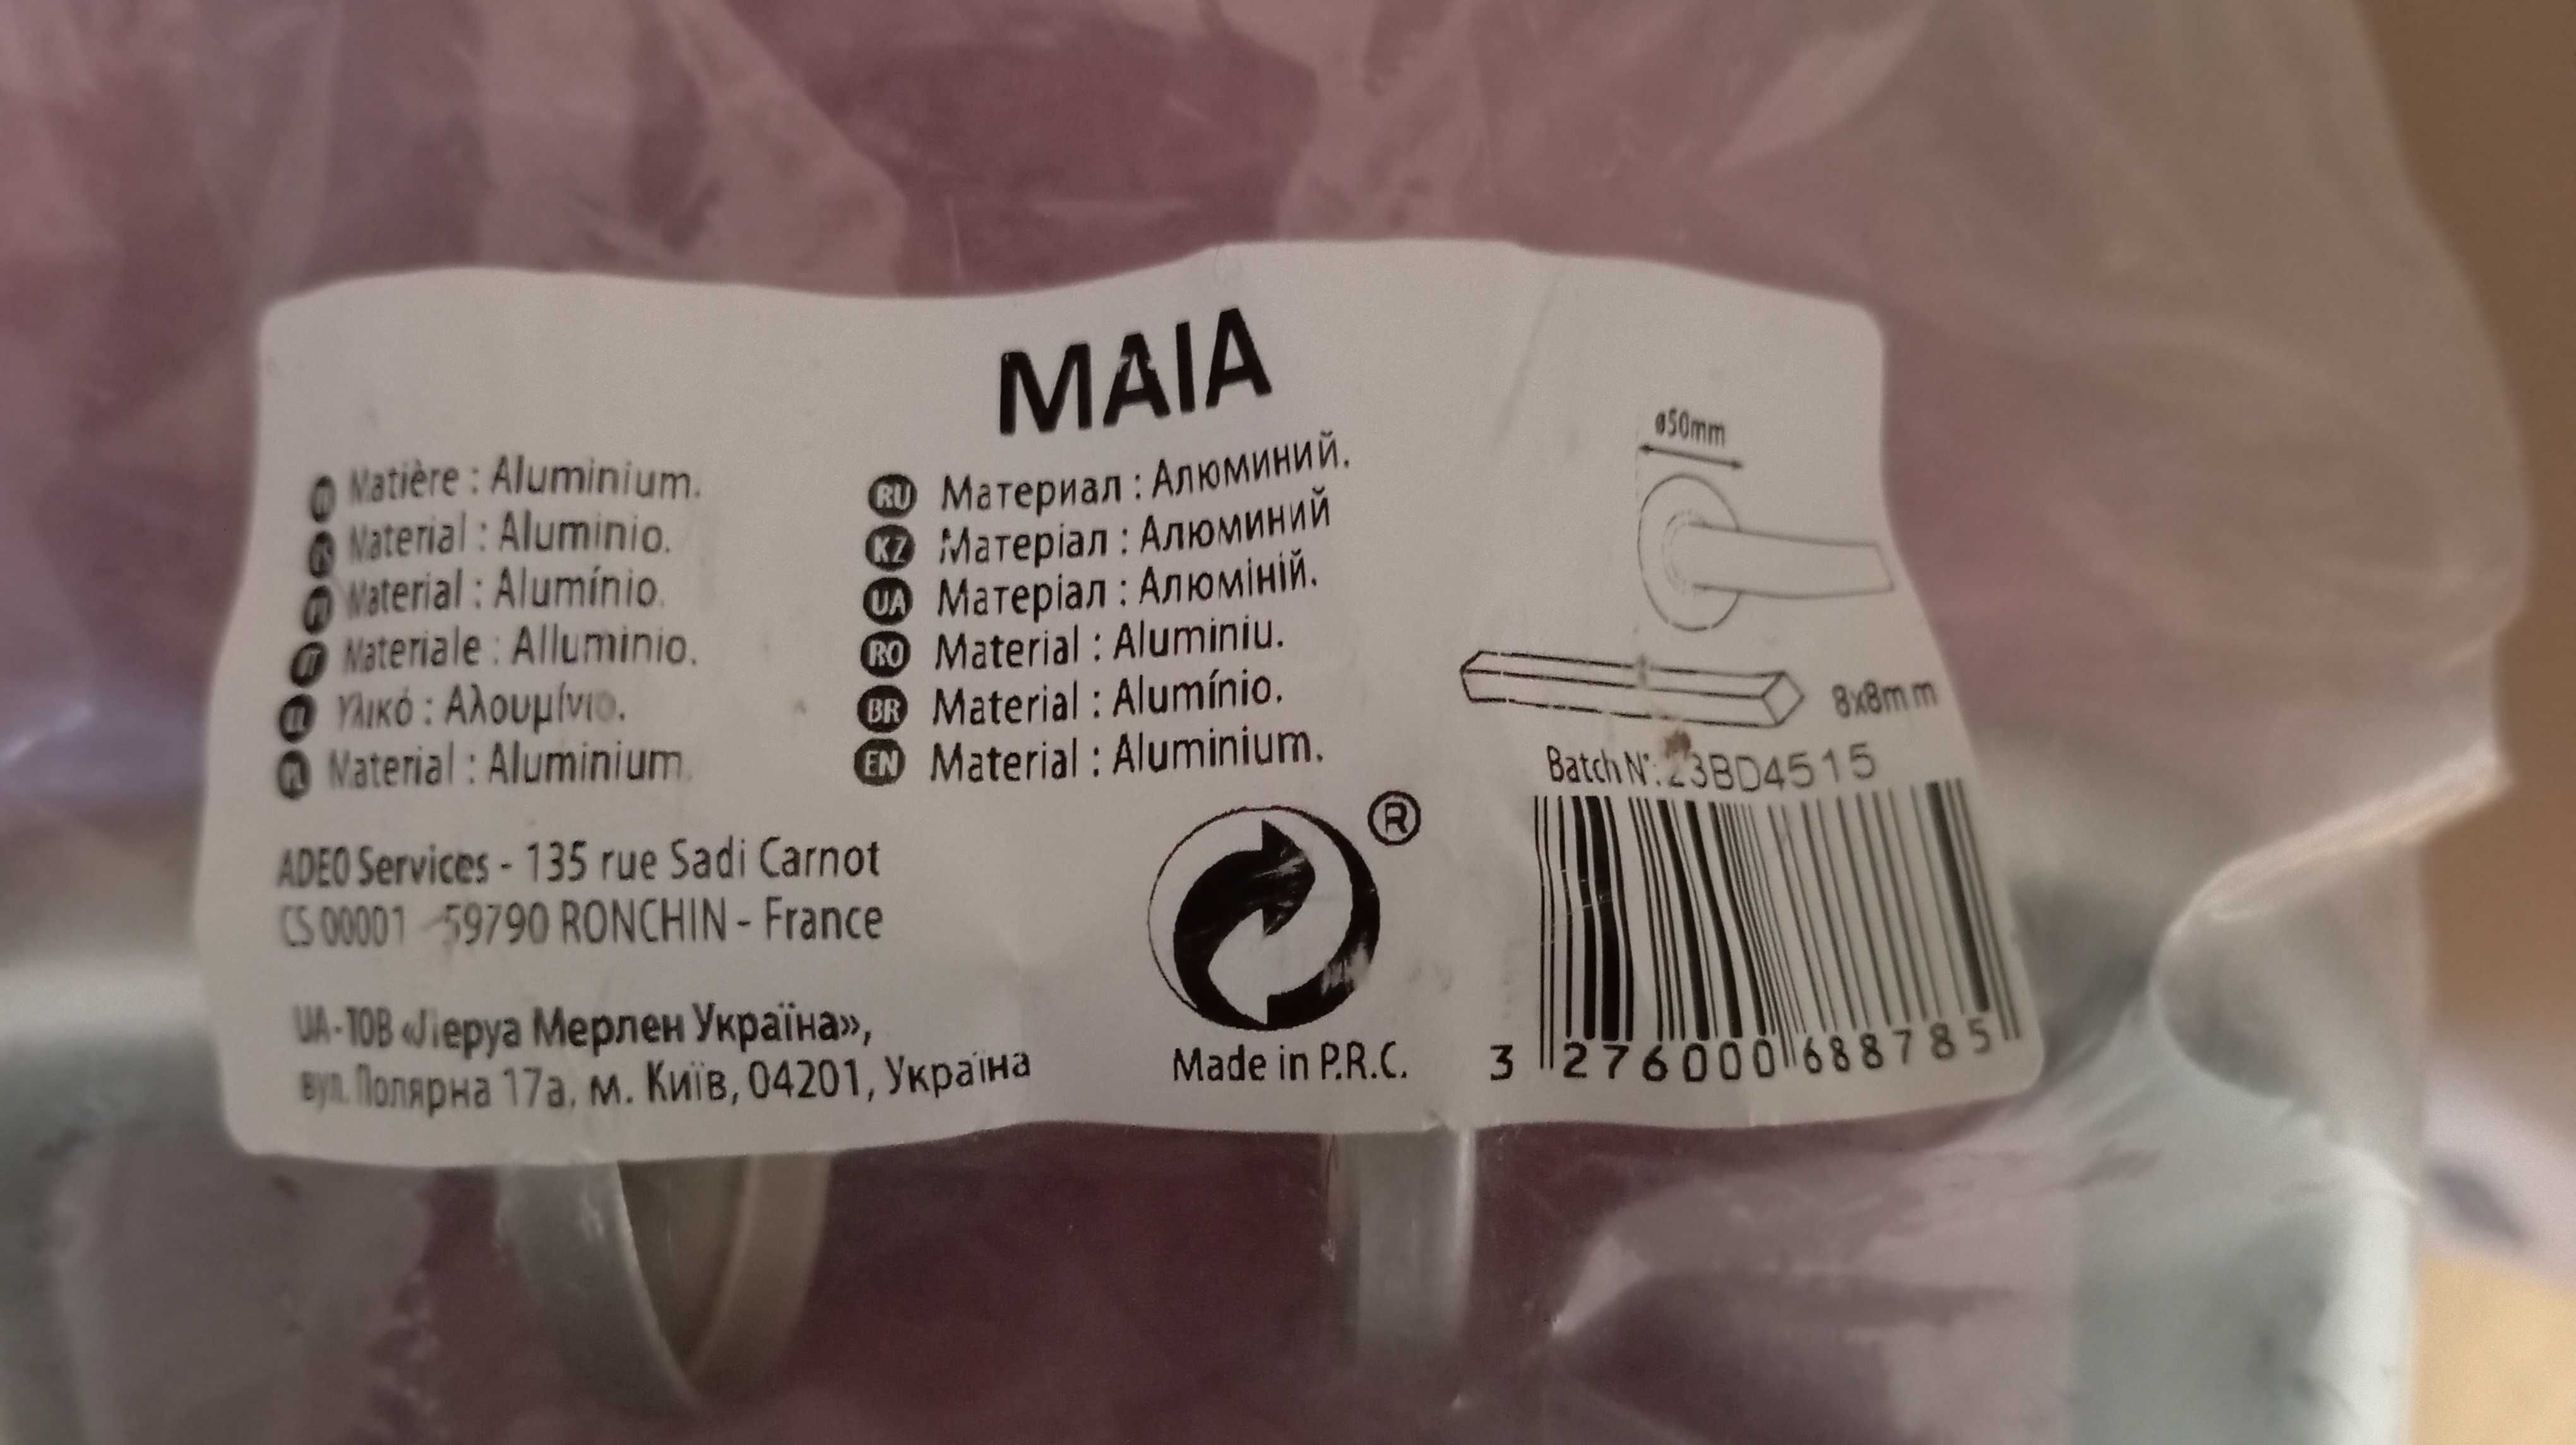 MAIA
Matière : Aluminium.
Material : Aluminio.
Material : Alumínio.
Materiale : Alluminio.
Υλικό : Αλουμίνιο.
Material : Aluminium.
RU Материал : Алюминий.
KZ Матеріал : Алюминий
UA Матеріал : Алюміній.
RO Material : Aluminiu.
BR Material : Alumínio.
EN Material : Aluminium.
ø50mm
8x8mm
Batch N°: 23BD4515
ADEO Services - 135 rue Sadi Carnot
CS 00001 - 59790 RONCHIN - France
UA-ТОВ «Леруа Мерлен Україна»,
вул. Полярна 17а, м. Київ, 04201, Україна
®
Made in P.R.C.
3 276000 688785